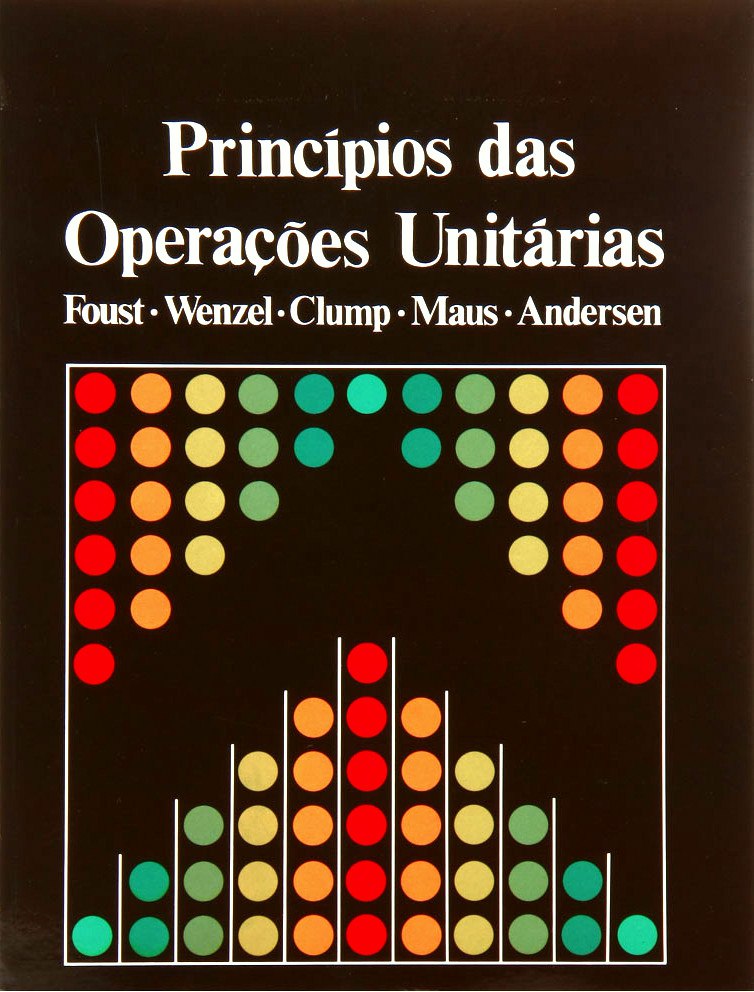 Princípios das
Operações Unitárias
Foust · Wenzel · Clump · Maus · Andersen